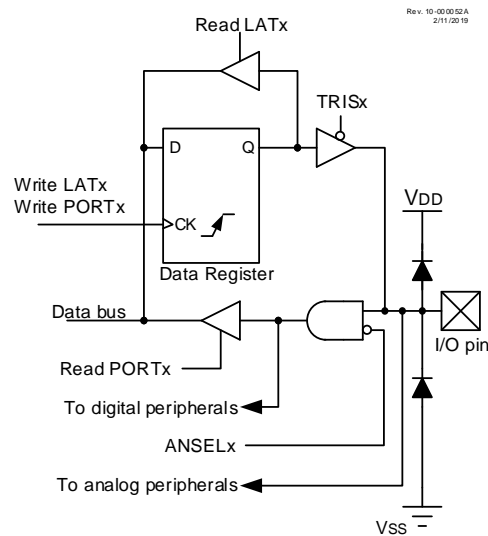 Rev. 10-000052A
2/11/2019
Read LATx
TRISx
D
Q
Write LATx
Write PORTx
CK
VDD
Data Register
Data bus
I/O pin
Read PORTx
To digital peripherals
ANSELx
To analog peripherals
VSS